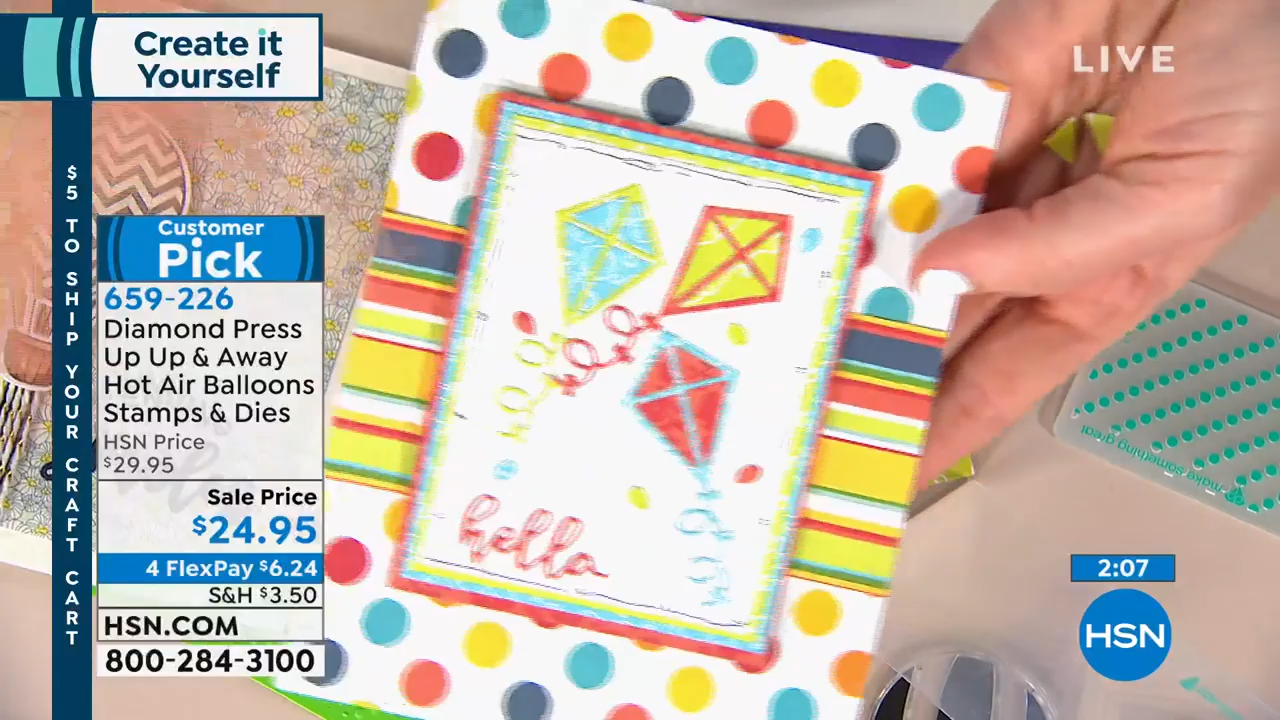 Create it
Yourself
LIVE
$5 TO SHIP YOUR CRAFT CART
Customer
Pick
659-226
Diamond Press
Up Up & Away
Hot Air Balloons
Stamps & Dies
HSN Price
$29.95
Sale Price
$24.95
4 FlexPay $6.24
S&H $3.50
HSN.COM
800-284-3100
hello
make something great
2:07
HSN